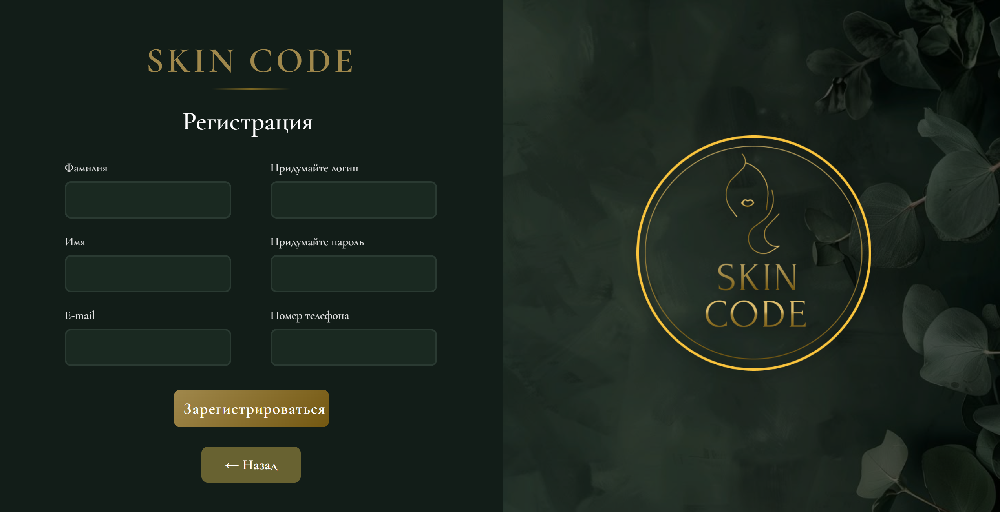 SKIN CODE
Регистрация
Фамилия
Придумайте логин
Имя
Придумайте пароль
E-mail
Номер телефона
Зарегистрироваться
← Назад
SKIN
CODE